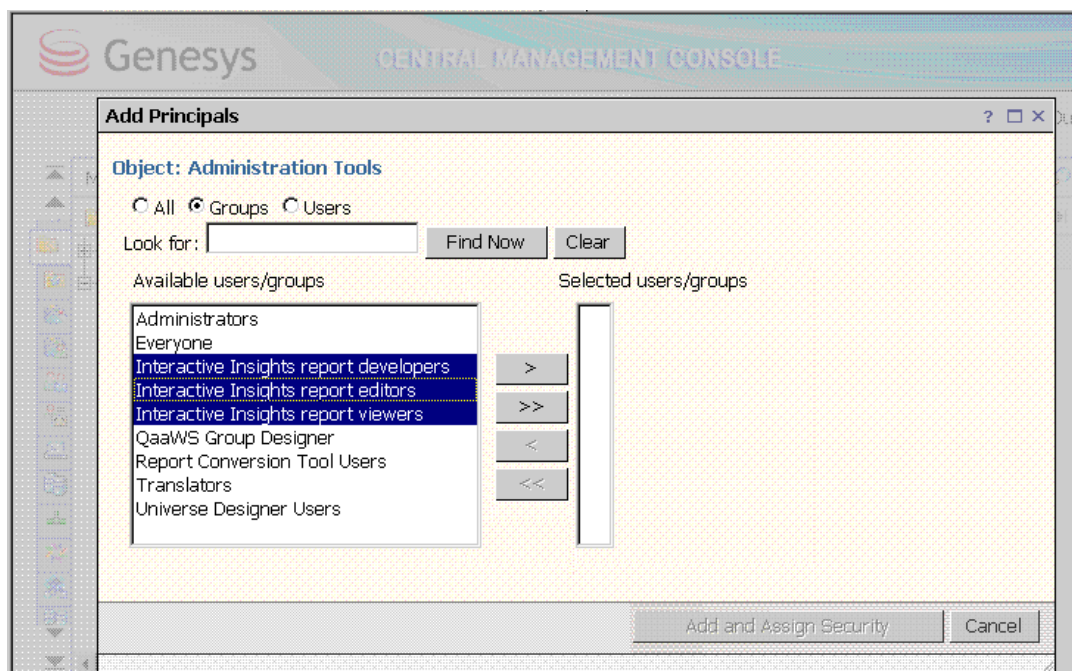 Genesys
CENTRAL MANAGEMENT CONSOLE
Add Principals ?
Object: Administration Tools
All Groups Users
Look for: Find Now Clear
Available users/groups Selected users/groups
Administrators
Everyone
Interactive Insights report developers
Interactive Insights report editors
Interactive Insights report viewers
QaaWS Group Designer
Report Conversion Tool Users
Translators
Universe Designer Users
>
>>
<
<<
Add and Assign Security Cancel